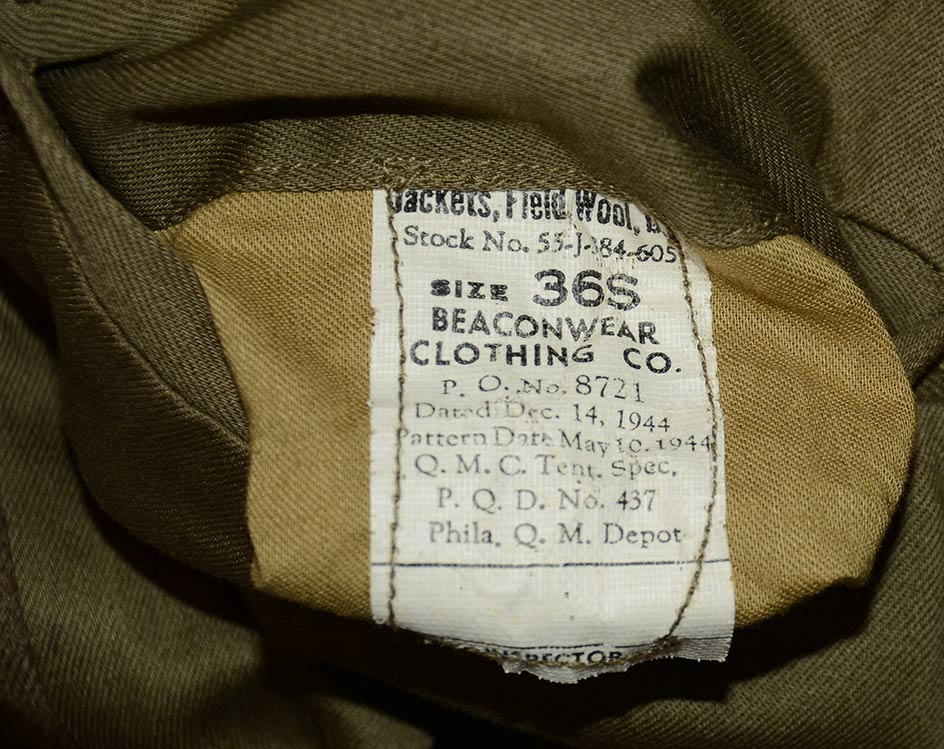 Jackets, Field Wool,
Stock No. 55-J-384-605
SIZE 36S
BEACONWEAR
CLOTHING CO.
P. O. No. 8721
Dated Dec. 14, 1944
Pattern Date May 10, 1944
Q. M. C. Tent. Spec.
P. Q. D. No. 437
Phila. Q. M. Depot
INSPECTOR